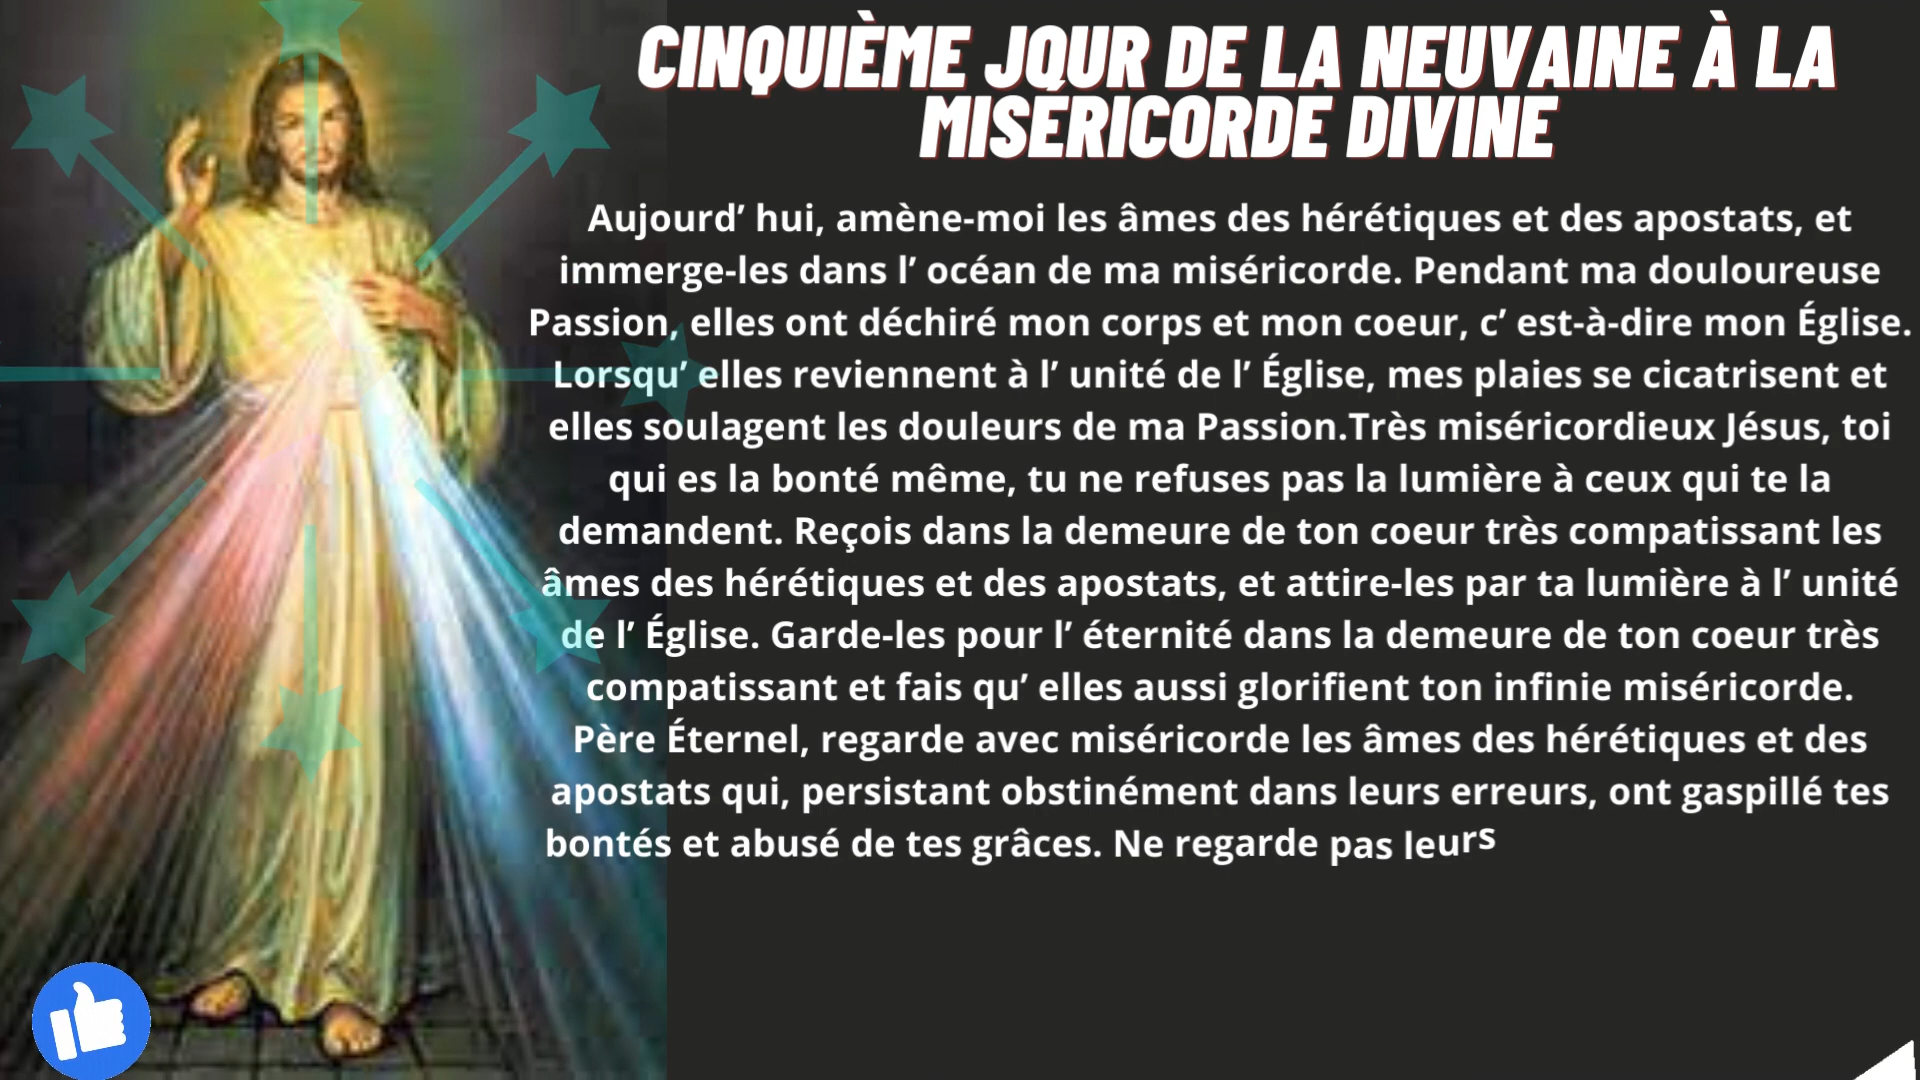 CINQUIÈME JOUR DE LA NEUVAINE À LA
MISÉRICORDE DIVINE
Aujourd’ hui, amène-moi les âmes des hérétiques et des apostats, et
immerge-les dans l’ océan de ma miséricorde. Pendant ma douloureuse
Passion, elles ont déchiré mon corps et mon coeur, c’ est-à-dire mon Église.
Lorsqu’ elles reviennent à l’ unité de l’ Église, mes plaies se cicatrisent et
elles soulagent les douleurs de ma Passion.Très miséricordieux Jésus, toi
qui es la bonté même, tu ne refuses pas la lumière à ceux qui te la
demandent. Reçois dans la demeure de ton coeur très compatissant les
âmes des hérétiques et des apostats, et attire-les par ta lumière à l’ unité
de l’ Église. Garde-les pour l’ éternité dans la demeure de ton coeur très
compatissant et fais qu’ elles aussi glorifient ton infinie miséricorde.
Père Éternel, regarde avec miséricorde les âmes des hérétiques et des
apostats qui, persistant obstinément dans leurs erreurs, ont gaspillé tes
bontés et abusé de tes grâces. Ne regarde pas leurs